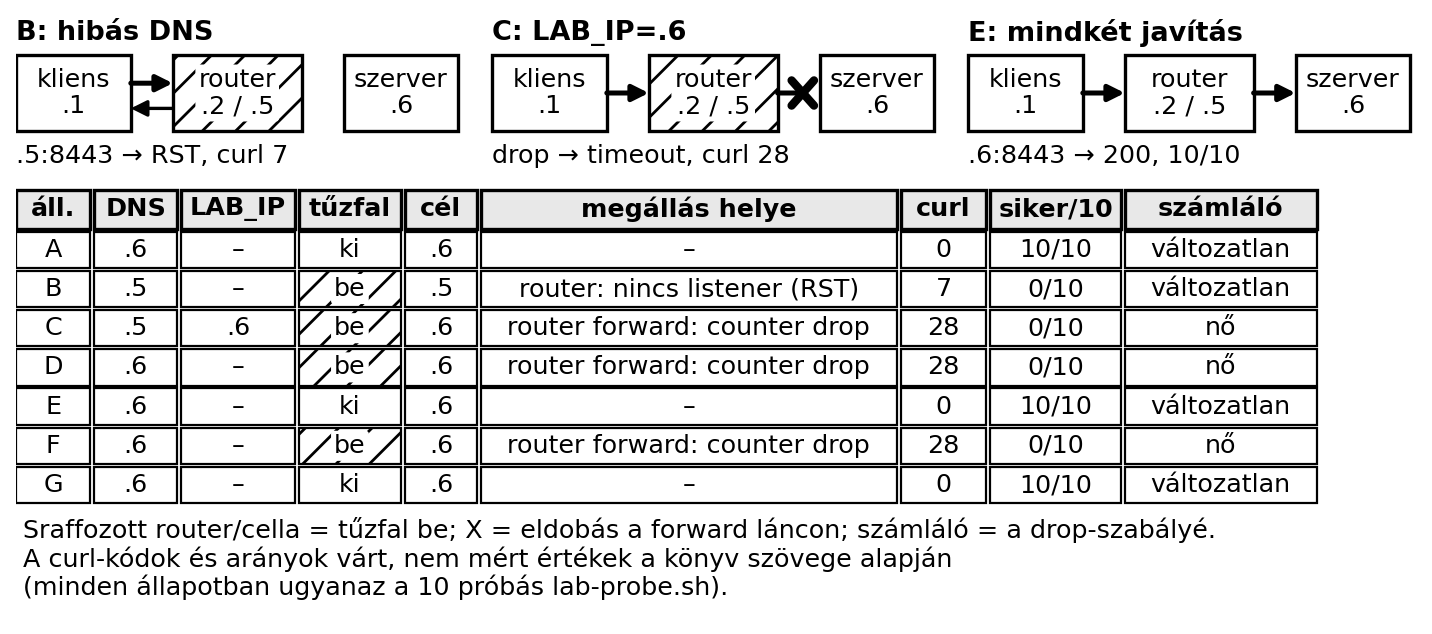 B: hibás DNS
kliens
.1
router
.2 / .5
szerver
.6
.5:8443 → RST, curl 7
C: LAB_IP=.6
kliens
.1
router
.2 / .5
szerver
.6
drop → timeout, curl 28
E: mindkét javítás
kliens
.1
router
.2 / .5
szerver
.6
.6:8443 → 200, 10/10
áll. DNS LAB_IP tűzfal cél megállás helye curl siker/10 számláló
A .6 – ki .6 – 0 10/10 változatlan
B .5 – be .5 router: nincs listener (RST) 7 0/10 változatlan
C .5 .6 be .6 router forward: counter drop 28 0/10 nő
D .6 – be .6 router forward: counter drop 28 0/10 nő
E .6 – ki .6 – 0 10/10 változatlan
F .6 – be .6 router forward: counter drop 28 0/10 nő
G .6 – ki .6 – 0 10/10 változatlan
Sraffozott router/cella = tűzfal be; X = eldobás a forward láncon; számláló = a drop-szabályé.
A curl-kódok és arányok várt, nem mért értékek a könyv szövege alapján
(minden állapotban ugyanaz a 10 próbás lab-probe.sh).